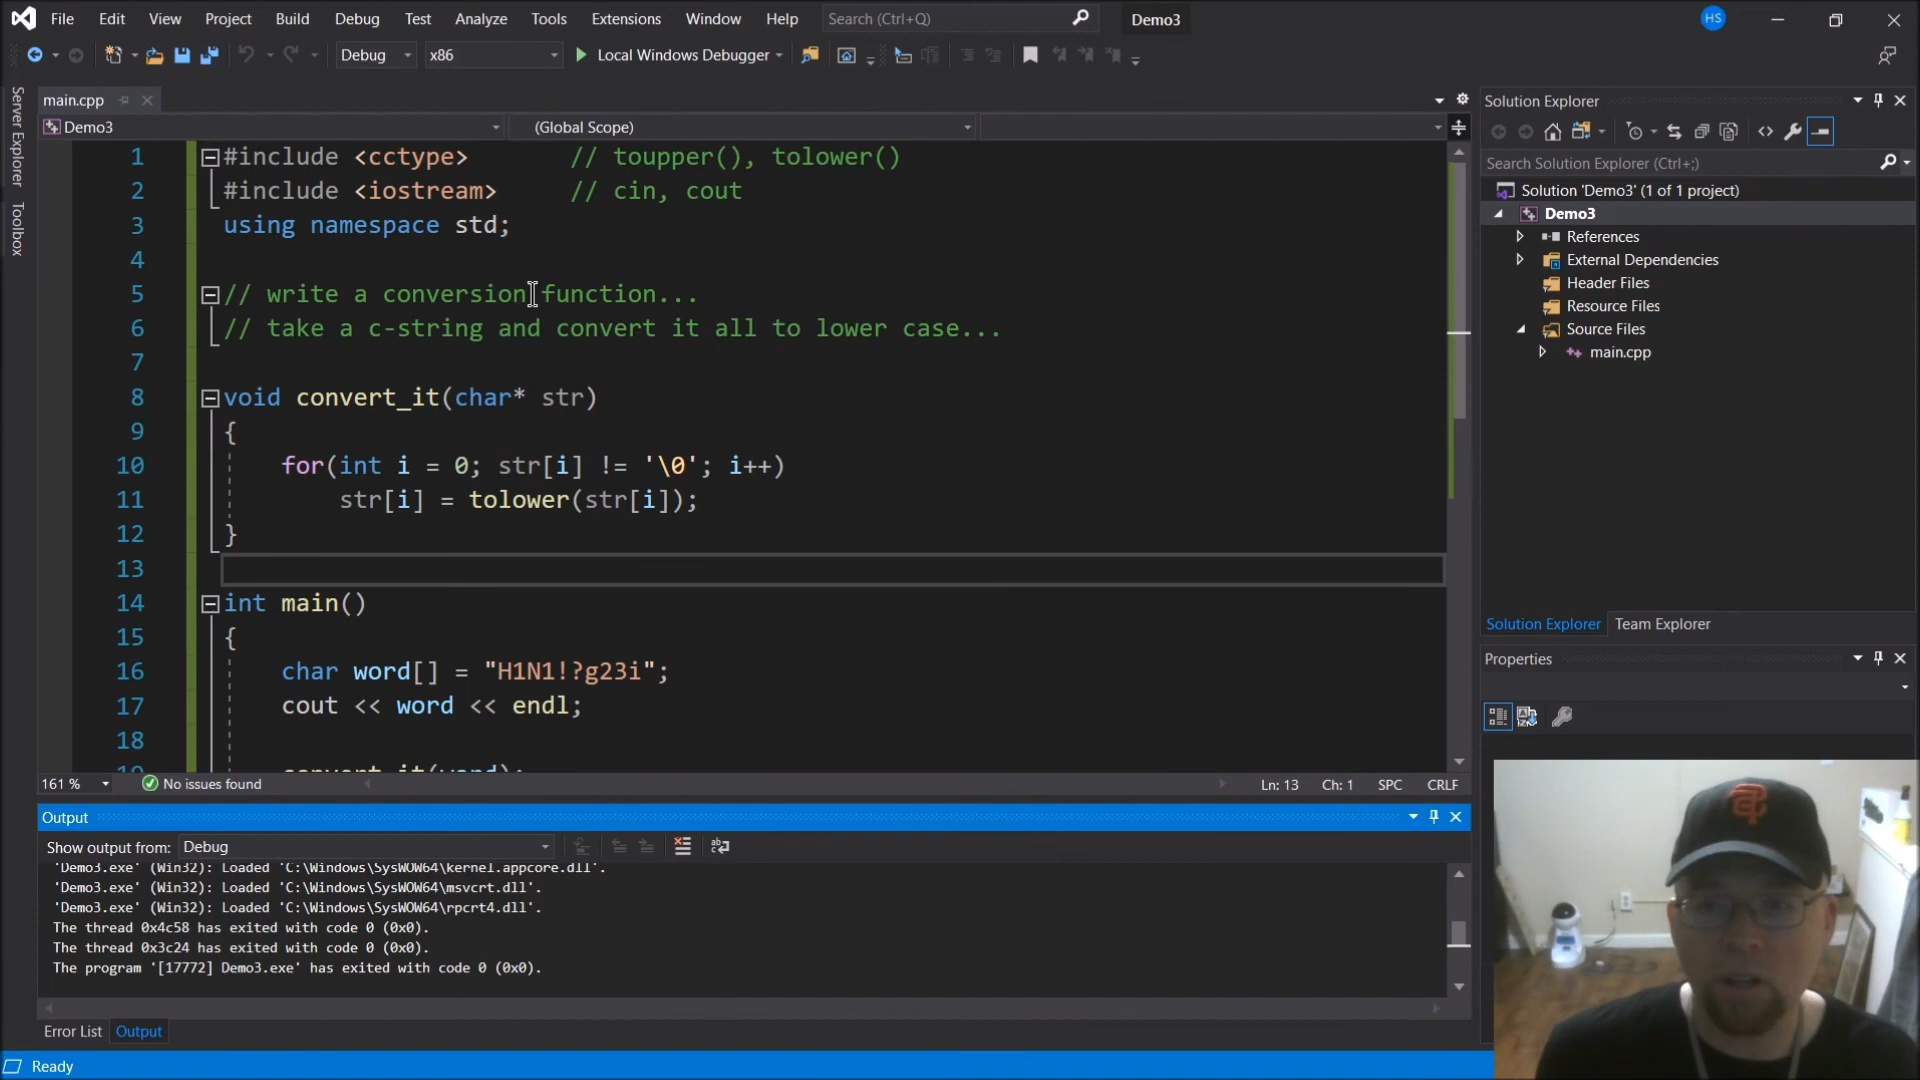 File Edit View Project Build Debug Test Analyze Tools Extensions Window Help Search (Ctrl+Q) Demo3 HS
Debug x86 Local Windows Debugger
Server Explorer
Toolbox
main.cpp
Demo3 (Global Scope)
1 #include <cctype> // toupper(), tolower()
2 #include <iostream> // cin, cout
3 using namespace std;
4
5 // write a conversion function...
6 // take a c-string and convert it all to lower case...
7
8 void convert_it(char* str)
9 {
10 for(int i = 0; str[i] != '\0'; i++)
11 str[i] = tolower(str[i]);
12 }
13
14 int main()
15 {
16 char word[] = "H1N1!?g23i";
17 cout << word << endl;
18
19 convert_it(word);
161 % No issues found Ln: 13 Ch: 1 SPC CRLF
Output
Show output from: Debug
'Demo3.exe' (Win32): Loaded 'C:\Windows\SysWOW64\kernel.appcore.dll'.
'Demo3.exe' (Win32): Loaded 'C:\Windows\SysWOW64\msvcrt.dll'.
'Demo3.exe' (Win32): Loaded 'C:\Windows\SysWOW64\rpcrt4.dll'.
The thread 0x4c58 has exited with code 0 (0x0).
The thread 0x3c24 has exited with code 0 (0x0).
The program '[17772] Demo3.exe' has exited with code 0 (0x0).
Error List Output
Ready
Solution Explorer
Search Solution Explorer (Ctrl+;)
Solution 'Demo3' (1 of 1 project)
Demo3
References
External Dependencies
Header Files
Resource Files
Source Files
main.cpp
Solution Explorer Team Explorer
Properties